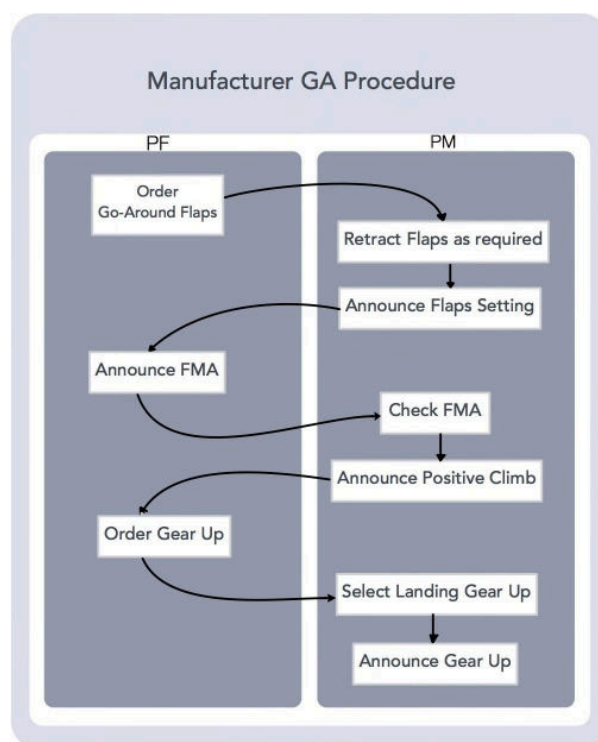 Manufacturer GA Procedure
PF
PM
Order
Go-Around Flaps
Retract Flaps as required
Announce Flaps Setting
Announce FMA
Check FMA
Announce Positive Climb
Order Gear Up
Select Landing Gear Up
Announce Gear Up